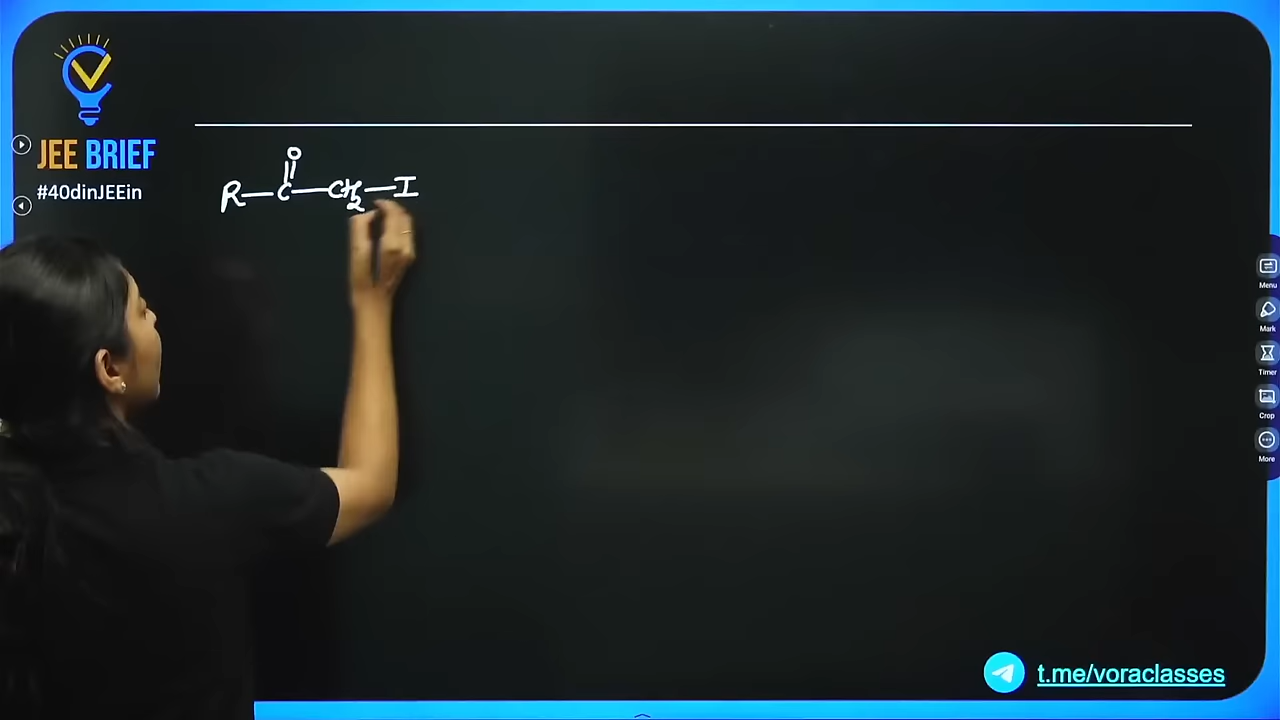 JEE BRIEF
#40dinJEEin
O
||
R—C—CH2—I
Menu
Mark
Timer
Crop
More
t.me/voraclasses